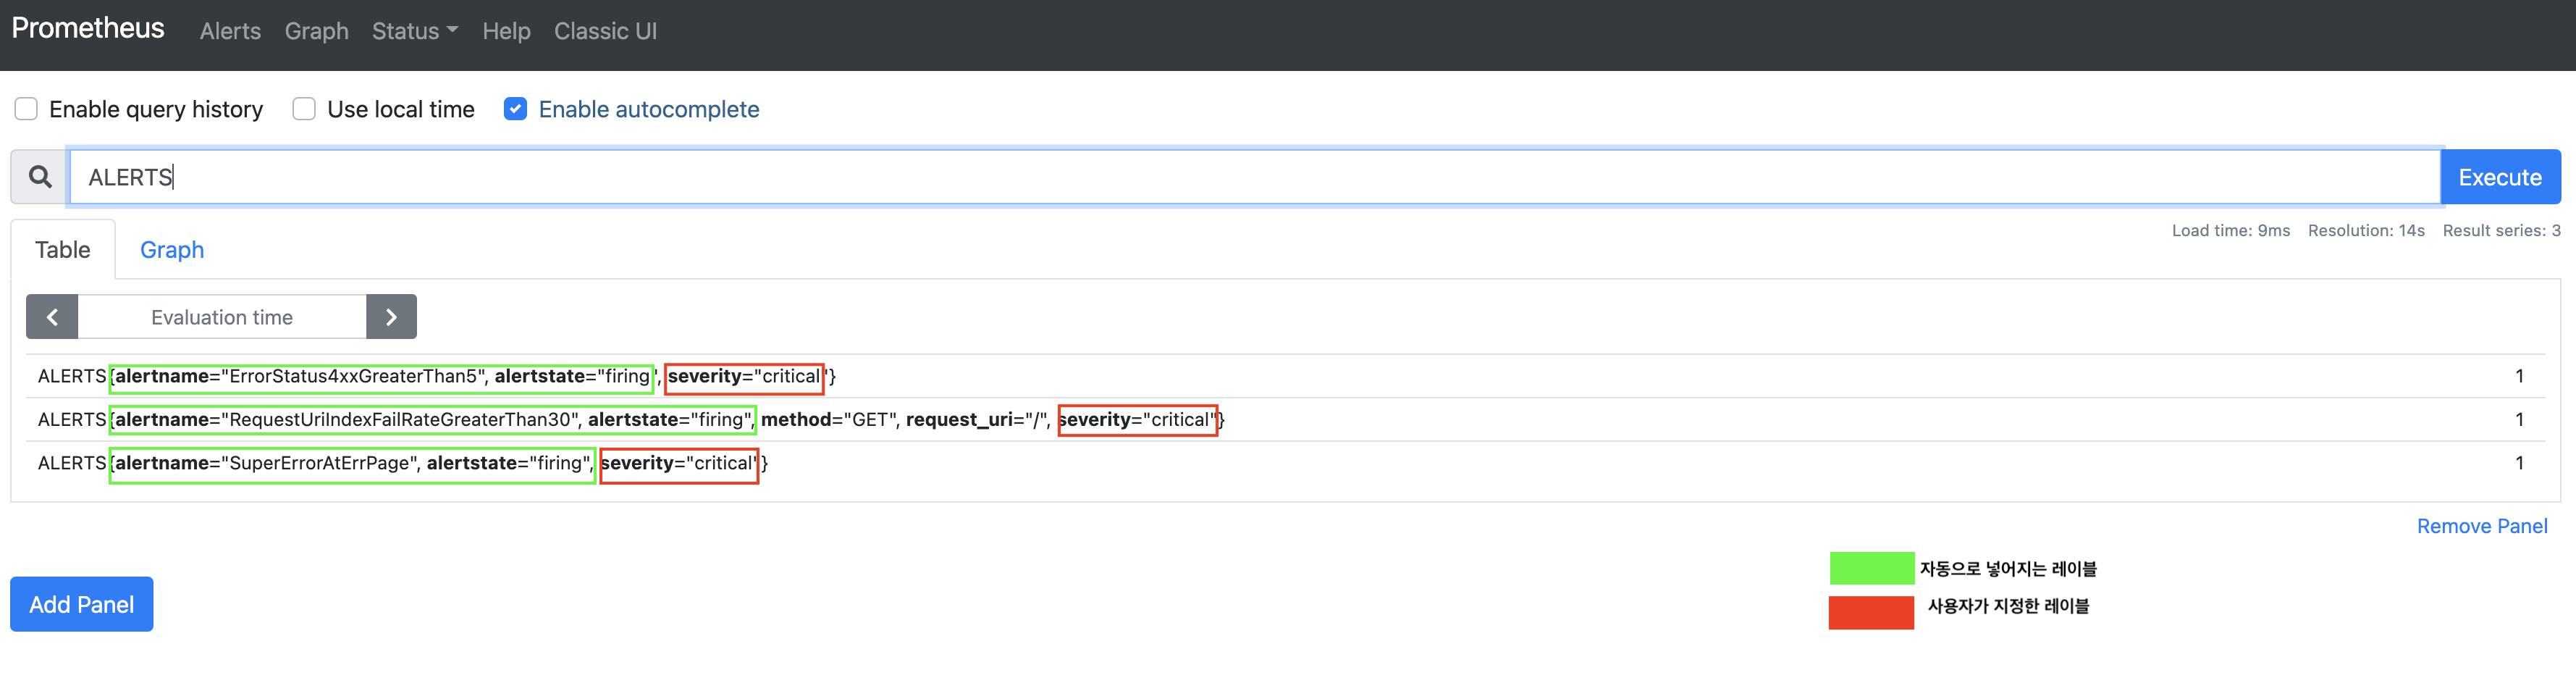 Prometheus Alerts Graph Status Help Classic UI
Enable query history Use local time Enable autocomplete
ALERTS Execute
Table Graph Load time: 9ms Resolution: 14s Result series: 3
Evaluation time
ALERTS{alertname="ErrorStatus4xxGreaterThan5", alertstate="firing", severity="critical"} 1
ALERTS{alertname="RequestUriIndexFailRateGreaterThan30", alertstate="firing", method="GET", request_uri="/", severity="critical"} 1
ALERTS{alertname="SuperErrorAtErrPage", alertstate="firing", severity="critical"} 1
Remove Panel
자동으로 넣어지는 레이블
사용자가 지정한 레이블
Add Panel